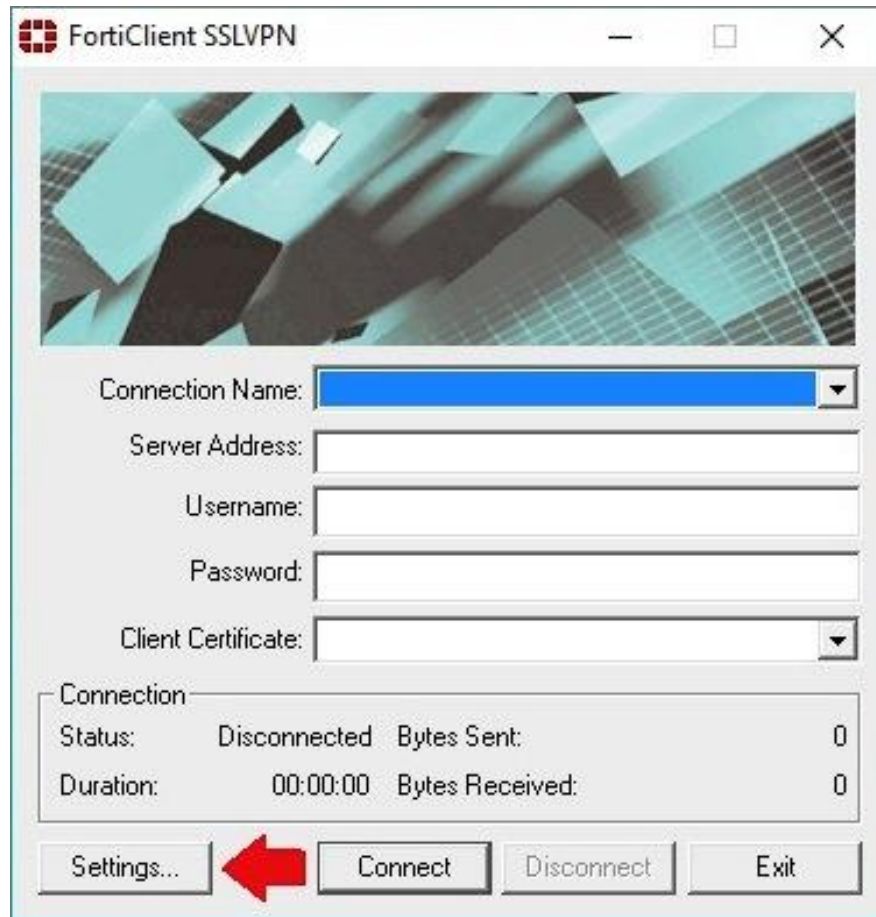 FortiClient SSLVPN
Connection Name:
Server Address:
Username:
Password:
Client Certificate:
Connection
Status: Disconnected Bytes Sent: 0
Duration: 00:00:00 Bytes Received: 0
Settings... Connect Disconnect Exit